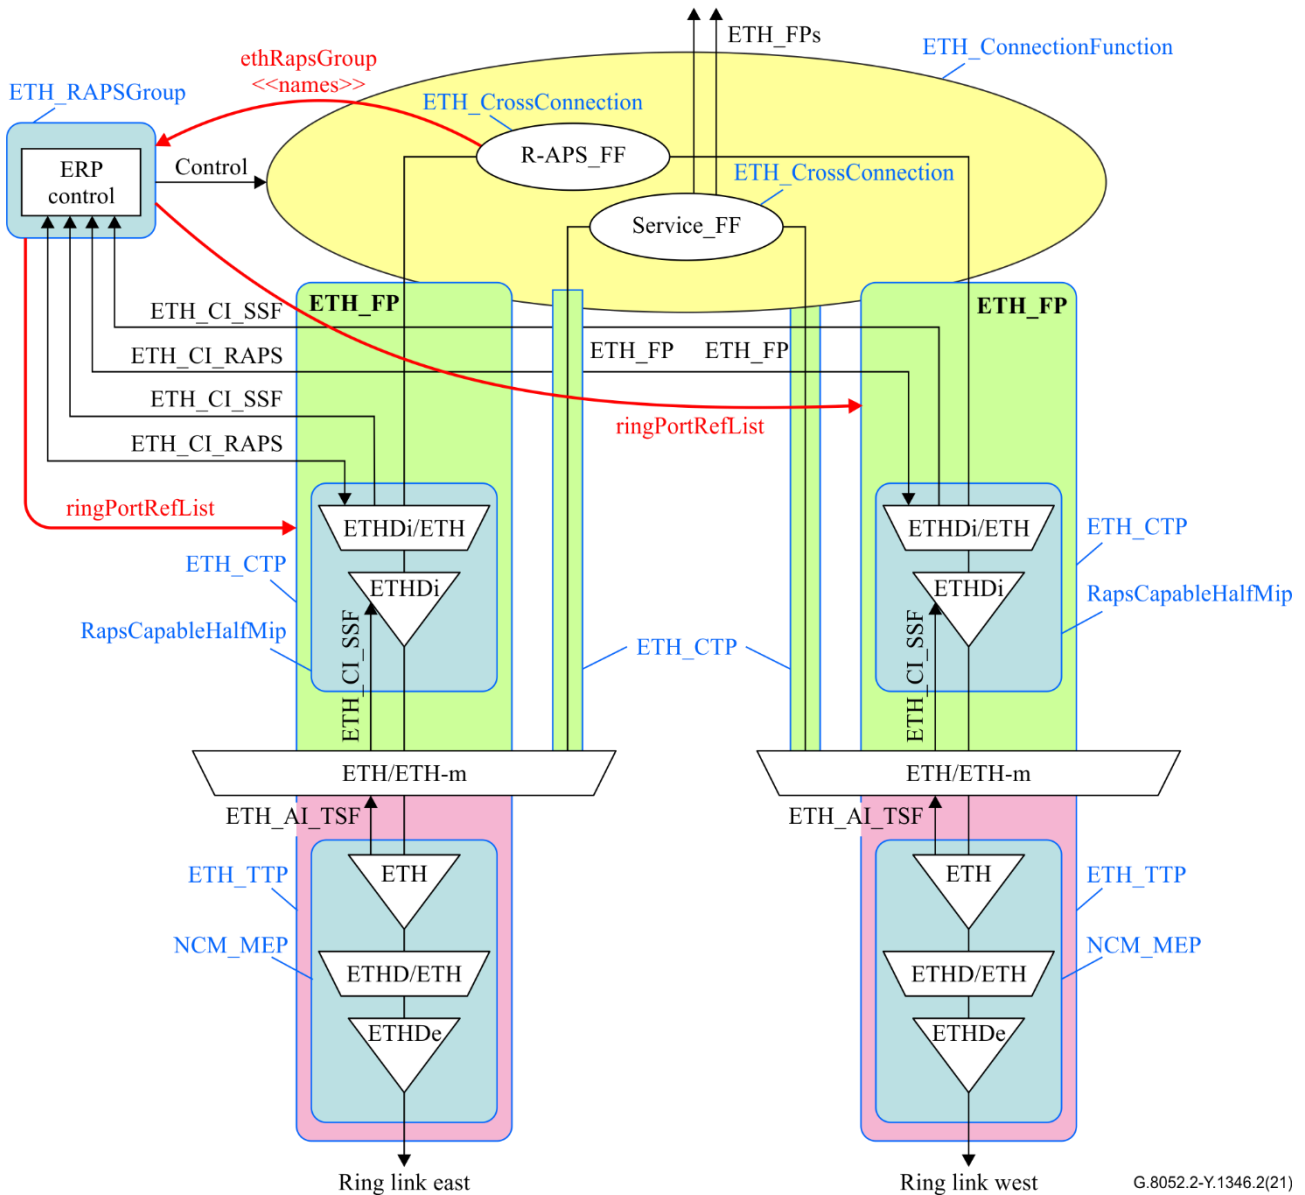 ETH_FPs
ETH_ConnectionFunction
ethRapsGroup
<<names>>
ETH_RAPSGroup
ETH_CrossConnection
R-APS_FF
ERP
control
Control
ETH_CrossConnection
Service_FF
ETH_FP
ETH_FP
ETH_CI_SSF
ETH_FP
ETH_FP
ETH_CI_RAPS
ETH_CI_SSF
ringPortRefList
ETH_CI_RAPS
ringPortRefList
ETHDi/ETH
ETHDi/ETH
ETH_CTP
ETH_CTP
ETHDi
ETHDi
RapsCapableHalfMip
RapsCapableHalfMip
ETH_CI_SSF
ETH_CTP
ETH_CI_SSF
ETH/ETH-m
ETH/ETH-m
ETH_AI_TSF
ETH_AI_TSF
ETH_TTP
ETH
ETH
ETH_TTP
NCM_MEP
NCM_MEP
ETHD/ETH
ETHD/ETH
ETHDe
ETHDe
Ring link east
Ring link west
G.8052.2-Y.1346.2(21)